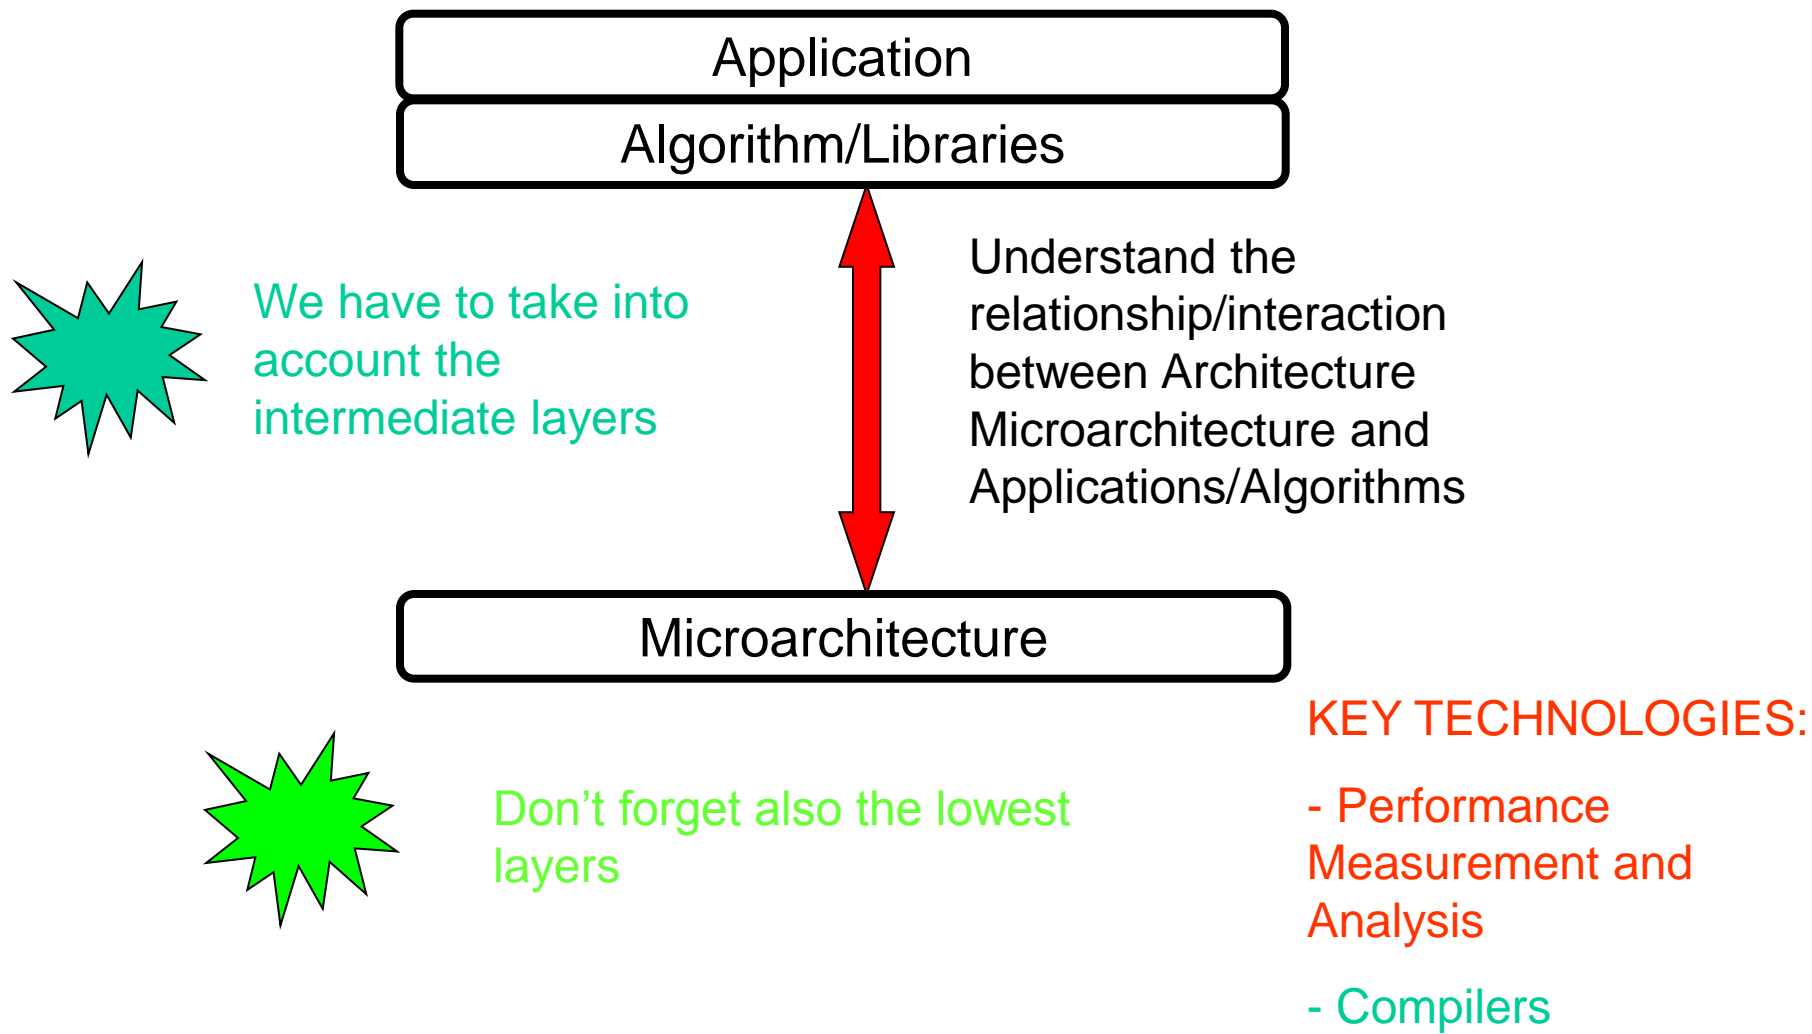 Application
Algorithm/Libraries
We have to take into
account the
intermediate layers
Understand the
relationship/interaction
between Architecture
Microarchitecture and
Applications/Algorithms
Microarchitecture
Don’t forget also the lowest
layers
KEY TECHNOLOGIES:
- Performance
Measurement and
Analysis
- Compilers